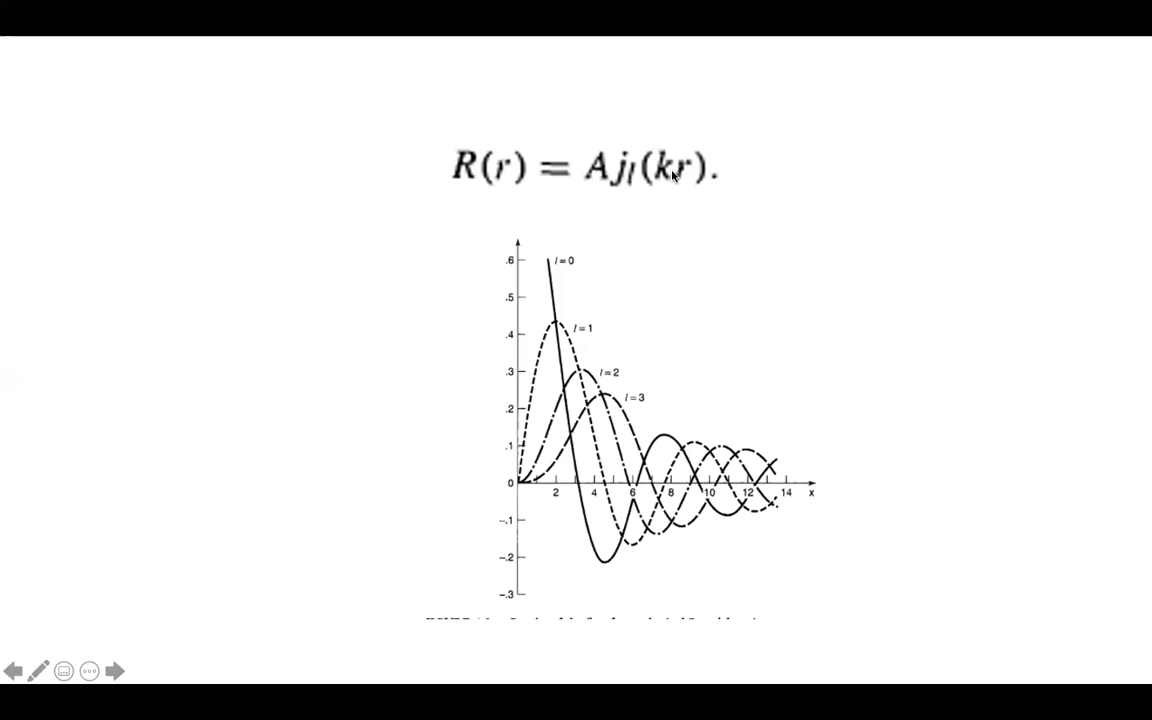 R(r) = Aj_l(kr).
.6
l = 0
.5
l = 1
.4
.3
l = 2
l = 3
.2
.1
0
2 4 6 8 10 12 14 x
–.1
–.2
–.3